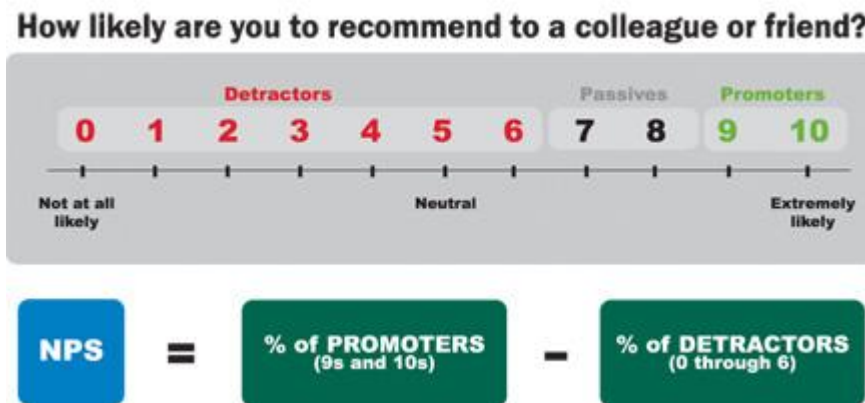 How likely are you to recommend to a colleague or friend?
Detractors Passives Promoters
0 1 2 3 4 5 6 7 8 9 10
Not at all Neutral Extremely
likely likely
NPS = % of PROMOTERS - % of DETRACTORS
(9s and 10s) (0 through 6)